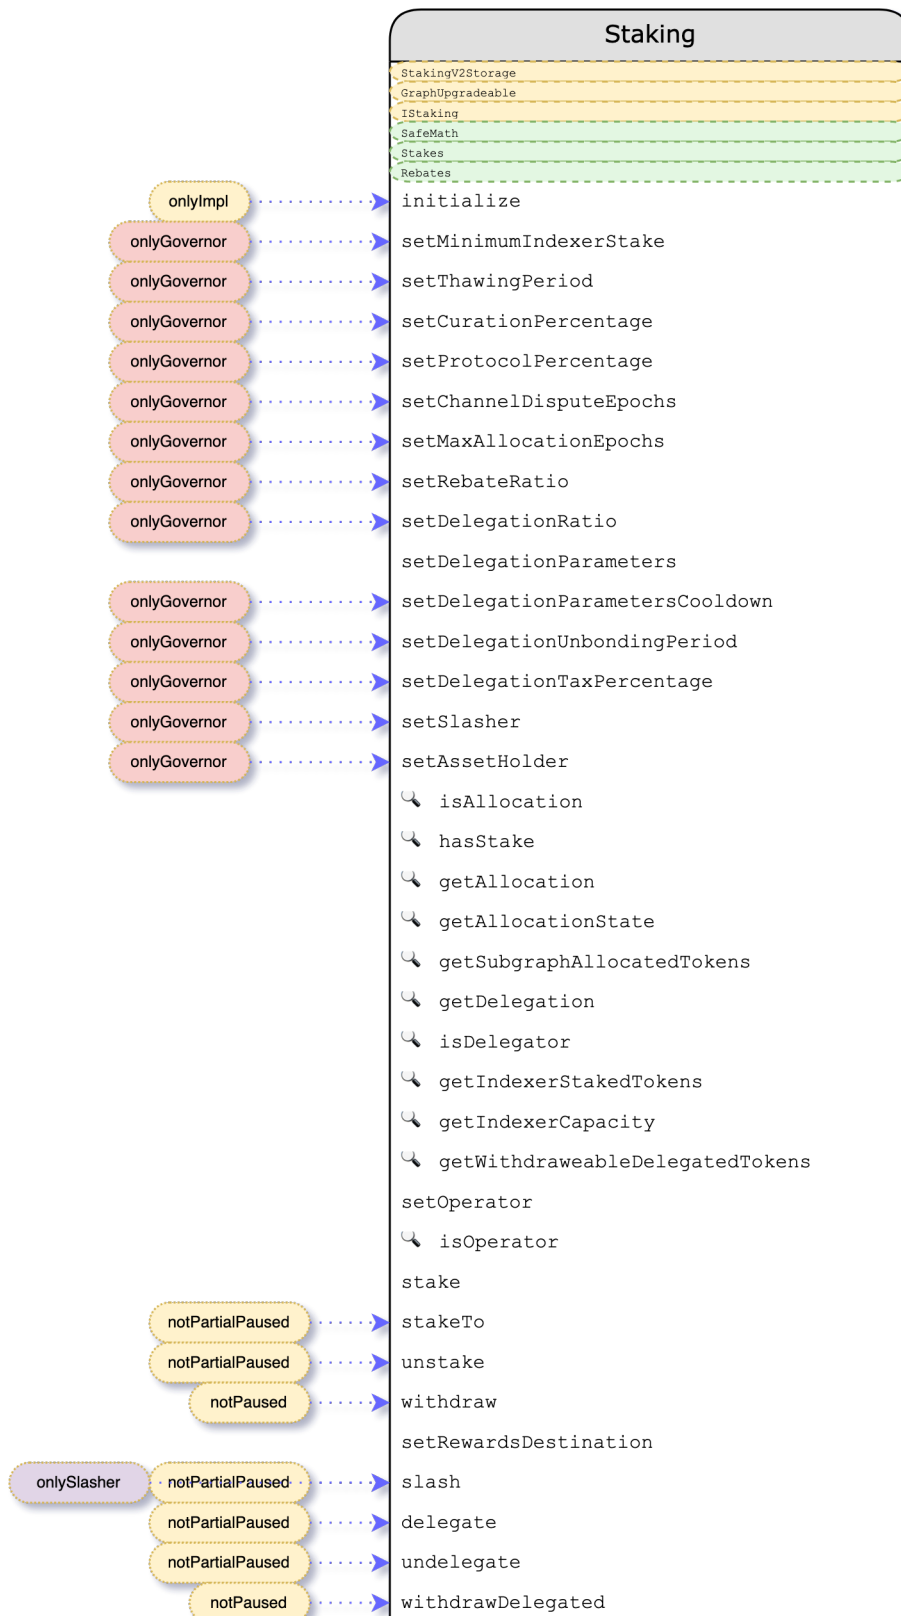 Staking
StakingV2Storage
GraphUpgradeable
IStaking
SafeMath
Stakes
Rebates
onlyImpl initialize
onlyGovernor setMinimumIndexerStake
onlyGovernor setThawingPeriod
onlyGovernor setCurationPercentage
onlyGovernor setProtocolPercentage
onlyGovernor setChannelDisputeEpochs
onlyGovernor setMaxAllocationEpochs
onlyGovernor setRebateRatio
onlyGovernor setDelegationRatio
setDelegationParameters
onlyGovernor setDelegationParametersCooldown
onlyGovernor setDelegationUnbondingPeriod
onlyGovernor setDelegationTaxPercentage
onlyGovernor setSlasher
onlyGovernor setAssetHolder
isAllocation
hasStake
getAllocation
getAllocationState
getSubgraphAllocatedTokens
getDelegation
isDelegator
getIndexerStakedTokens
getIndexerCapacity
getWithdraweableDelegatedTokens
setOperator
isOperator
stake
notPartialPaused stakeTo
notPartialPaused unstake
notPaused withdraw
setRewardsDestination
onlySlasher notPartialPaused slash
notPartialPaused delegate
notPartialPaused undelegate
notPaused withdrawDelegated